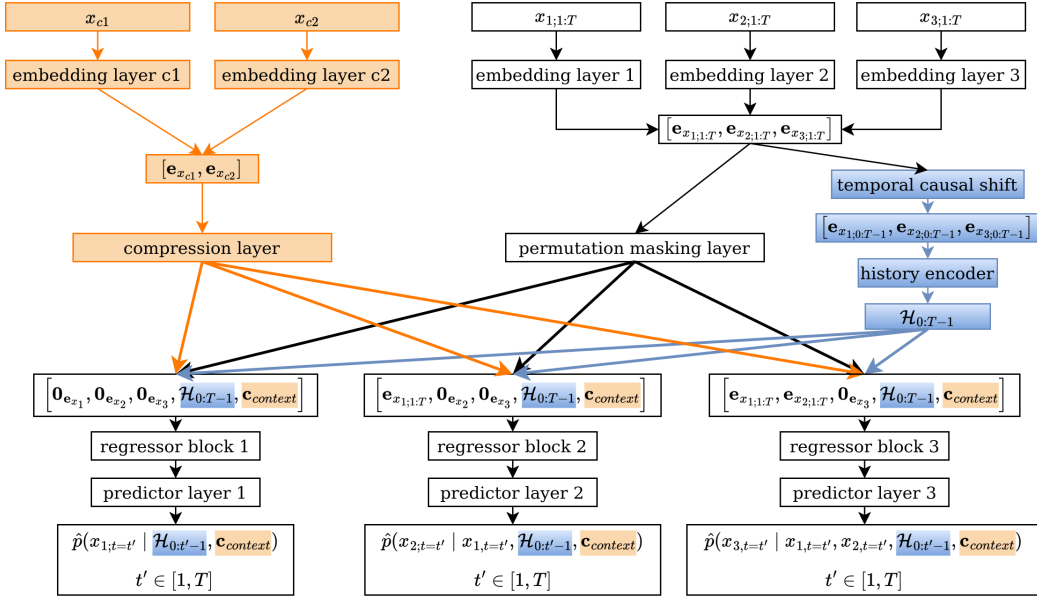 x_{c1}
x_{c2}
x_{1;1:T}
x_{2;1:T}
x_{3;1:T}
embedding layer c1
embedding layer c2
embedding layer 1
embedding layer 2
embedding layer 3
[e_{x_{1;1:T}}, e_{x_{2;1:T}}, e_{x_{3;1:T}}]
[e_{x_{c1}}, e_{x_{c2}}]
temporal causal shift
[e_{x_{1;0:T-1}}, e_{x_{2;0:T-1}}, e_{x_{3;0:T-1}}]
compression layer
permutation masking layer
history encoder
ℋ_{0:T-1}
[0_{e_{x_1}}, 0_{e_{x_2}}, 0_{e_{x_3}}, ℋ_{0:T-1}, c_{context}]
[e_{x_{1;1:T}}, 0_{e_{x_2}}, 0_{e_{x_3}}, ℋ_{0:T-1}, c_{context}]
[e_{x_{1;1:T}}, e_{x_{2;1:T}}, 0_{e_{x_3}}, ℋ_{0:T-1}, c_{context}]
regressor block 1
regressor block 2
regressor block 3
predictor layer 1
predictor layer 2
predictor layer 3
p̂(x_{1;t=t′} | ℋ_{0:t′-1}, c_{context})
t′ ∈ [1, T]
p̂(x_{2;t=t′} | x_{1,t=t′}, ℋ_{0:t′-1}, c_{context})
t′ ∈ [1, T]
p̂(x_{3,t=t′} | x_{1,t=t′}, x_{2,t=t′}, ℋ_{0:t′-1}, c_{context})
t′ ∈ [1, T]